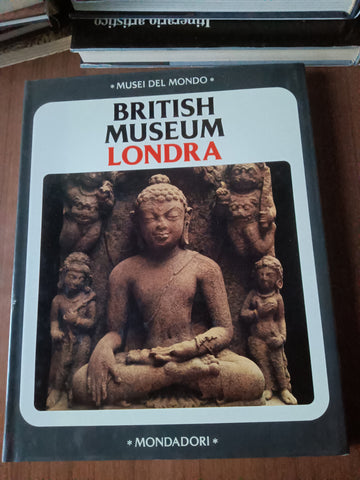 Itinerario artistico
* MUSEI DEL MONDO *
BRITISH
MUSEUM
LONDRA
* MONDADORI *